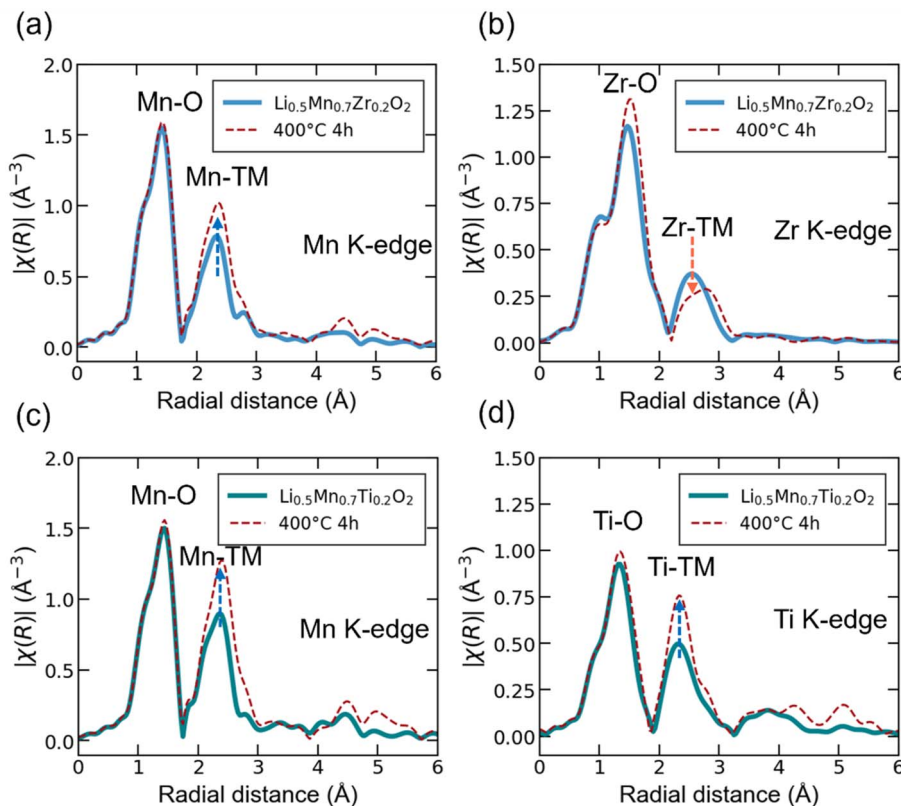 (a)
2.0
1.5
1.0
0.5
0.0
|χ(R)| (Å⁻³)
Mn-O
Mn-TM
Li₀.₅Mn₀.₇Zr₀.₂O₂
400°C 4h
Mn K-edge
0 1 2 3 4 5 6
Radial distance (Å)
(b)
1.50
1.25
1.00
0.75
0.50
0.25
0.00
|χ(R)| (Å⁻³)
Zr-O
Zr-TM
Li₀.₅Mn₀.₇Zr₀.₂O₂
400°C 4h
Zr K-edge
0 1 2 3 4 5 6
Radial distance (Å)
(c)
2.0
1.5
1.0
0.5
0.0
|χ(R)| (Å⁻³)
Mn-O
Mn-TM
Li₀.₅Mn₀.₇Ti₀.₂O₂
400°C 4h
Mn K-edge
0 1 2 3 4 5 6
Radial distance (Å)
(d)
1.50
1.25
1.00
0.75
0.50
0.25
0.00
|χ(R)| (Å⁻³)
Ti-O
Ti-TM
Li₀.₅Mn₀.₇Ti₀.₂O₂
400°C 4h
Ti K-edge
0 1 2 3 4 5 6
Radial distance (Å)